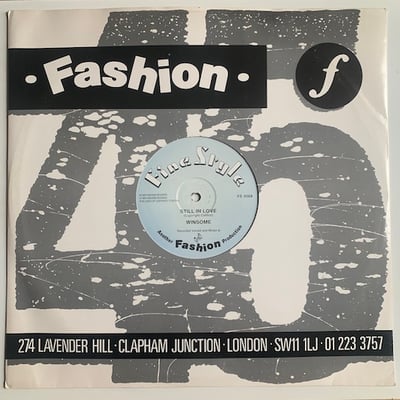 · Fashion ·
f
45
Fine Style
STILL IN LOVE
WINSOME
Another Fashion Production
274 LAVENDER HILL · CLAPHAM JUNCTION · LONDON · SW11 1LJ · 01 223 3757